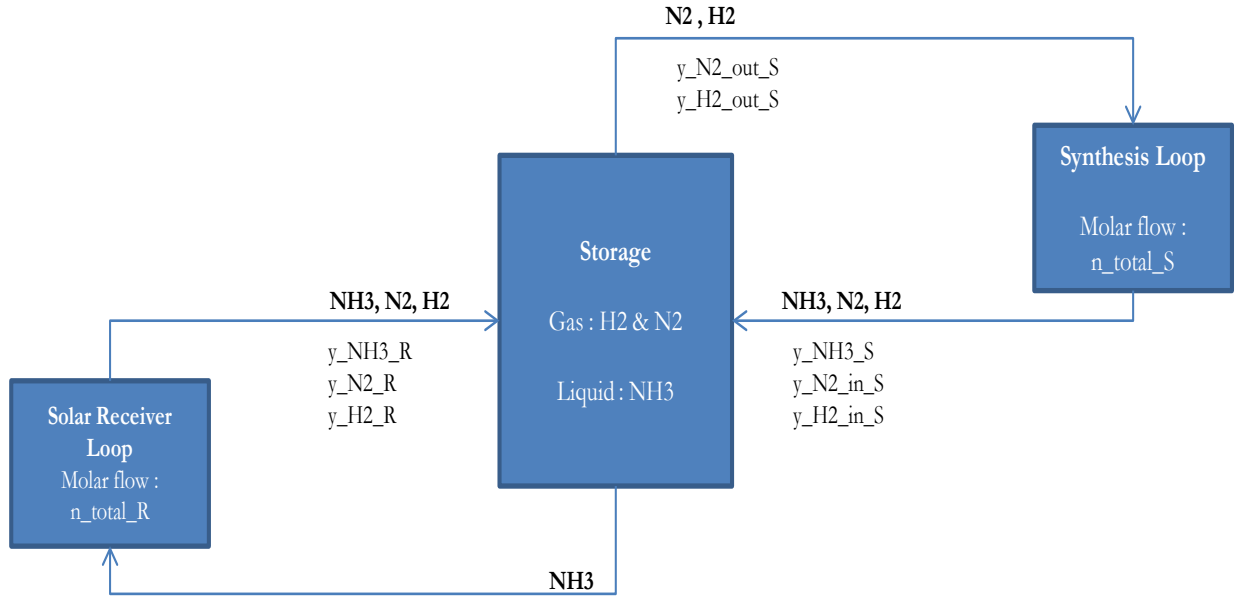 N2 , H2
y_N2_out_S
y_H2_out_S
Synthesis Loop
Molar flow :
n_total_S
Storage
Gas : H2 & N2
Liquid : NH3
NH3, N2, H2
y_NH3_R
y_N2_R
y_H2_R
NH3, N2, H2
y_NH3_S
y_N2_in_S
y_H2_in_S
Solar Receiver
Loop
Molar flow :
n_total_R
NH3